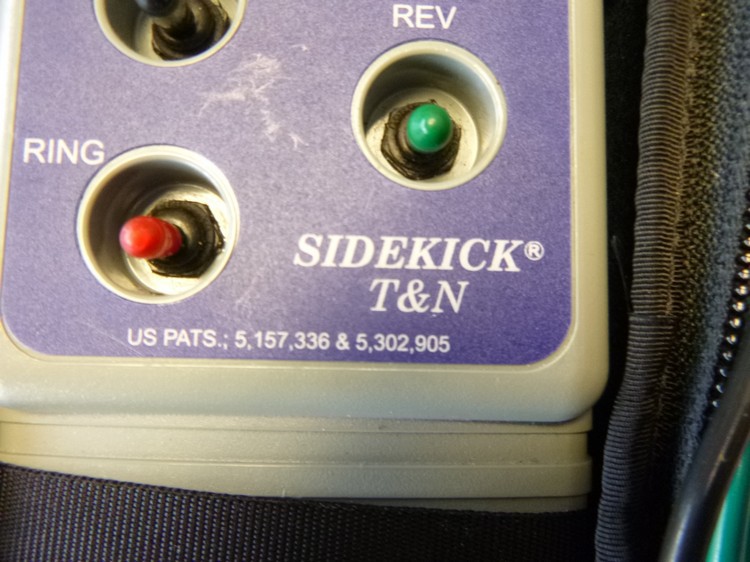 REV
RING
SIDEKICK®
T&N
US PATS.; 5,157,336 & 5,302,905